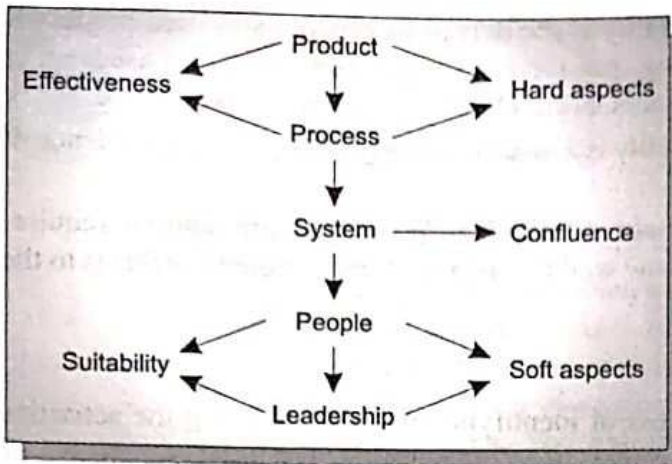 Product
Effectiveness
Hard aspects
Process
System
Confluence
People
Suitability
Soft aspects
Leadership